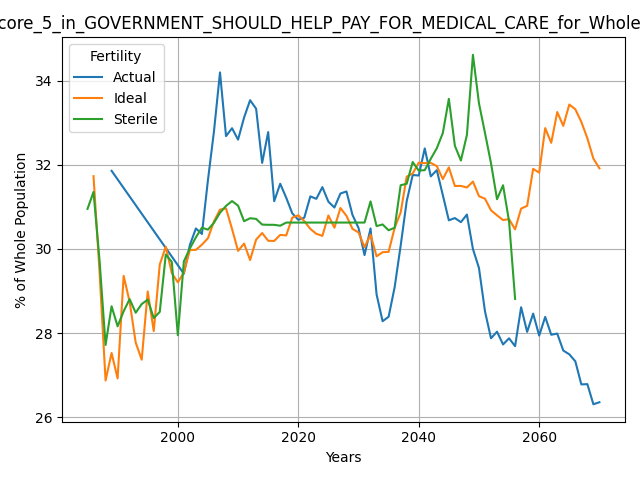 core_5_in_GOVERNMENT_SHOULD_HELP_PAY_FOR_MEDICAL_CARE_for_Whole
Fertility
Actual
Ideal
Sterile
34
32
30
28
26
% of Whole Population
2000
2020
2040
2060
Years